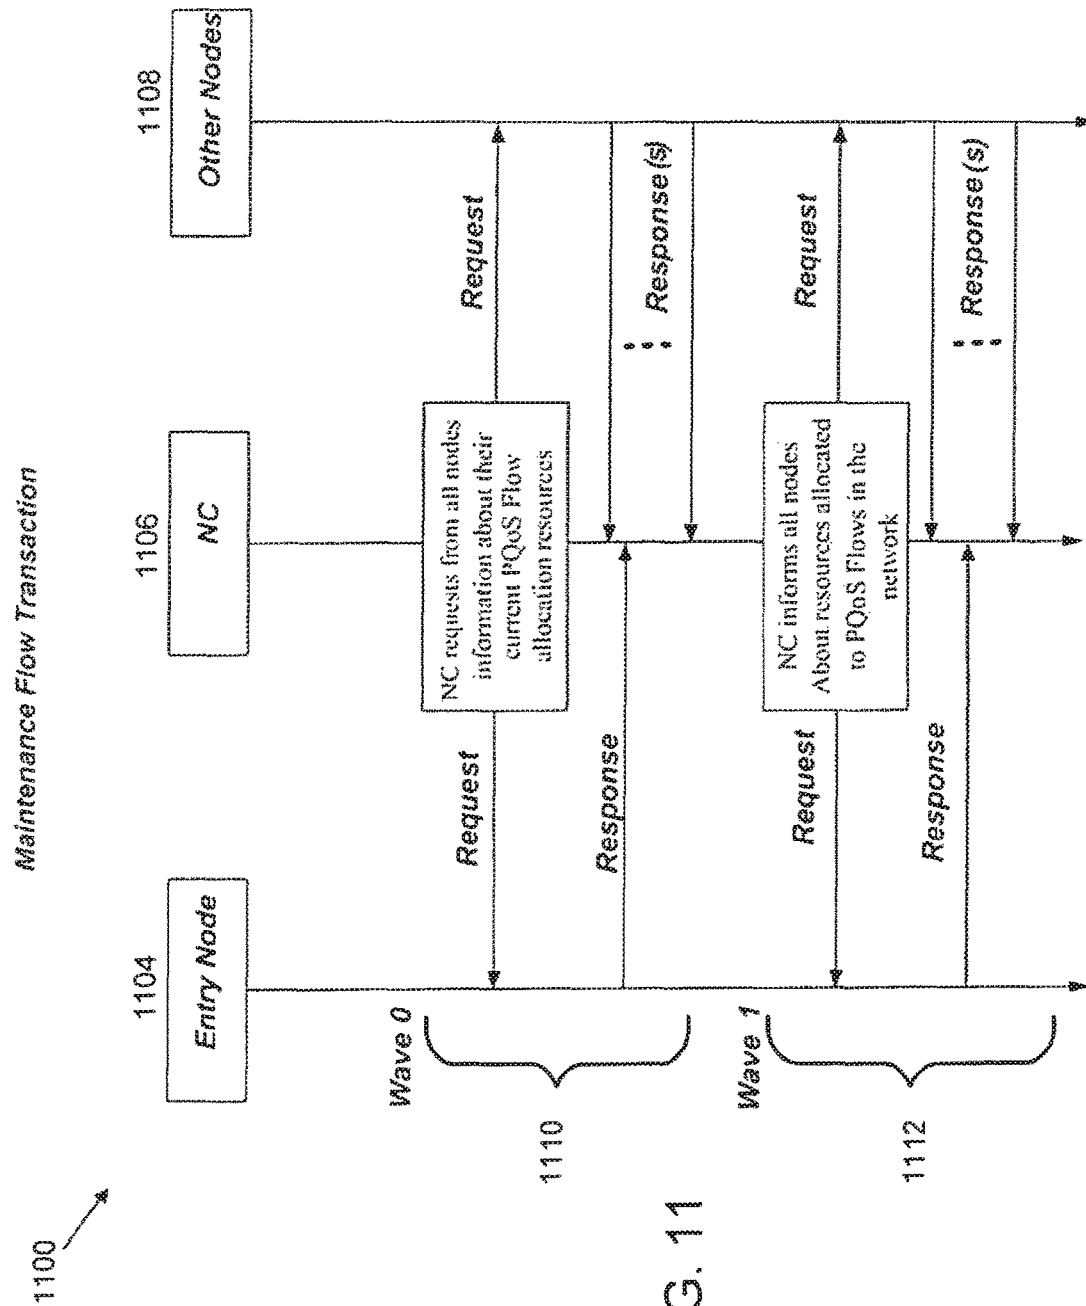 Maintenance Flow Transaction
1100
1104
1106
1108
Entry Node
NC
Other Nodes
Wave 0
1110
NC requests from all nodes
information about their
current PQoS Flow
allocation resources
Request
Request
Response
Response(s)
Wave 1
1112
NC informs all nodes
About resources allocated
to PQoS Flows in the
network
Request
Request
Response
Response(s)
G. 11